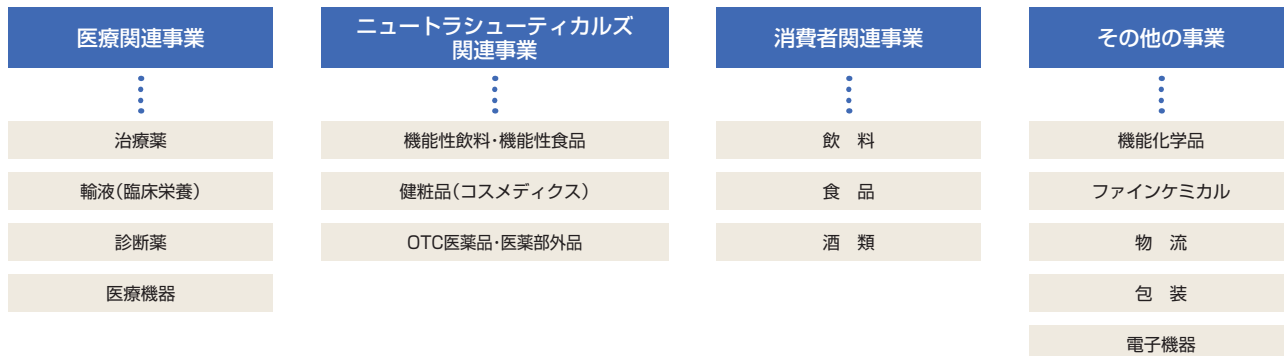 医療関連事業
治療薬
輸液(臨床栄養)
診断薬
医療機器
ニュートラシューティカルズ
関連事業
機能性飲料・機能性食品
健粧品(コスメディクス)
OTC医薬品・医薬部外品
消費者関連事業
飲　料
食　品
酒　類
その他の事業
機能化学品
ファインケミカル
物　流
包　装
電子機器